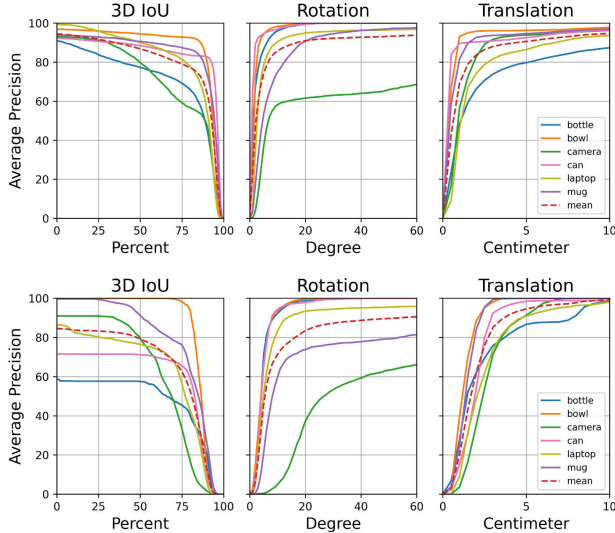 3D IoU
Rotation
Translation
Average Precision
100
80
60
40
20
0
0 25 50 75 100
0 20 40 60
0 5 10
Percent
Degree
Centimeter
bottle
bowl
camera
can
laptop
mug
mean
3D IoU
Rotation
Translation
Average Precision
100
80
60
40
20
0
0 25 50 75 100
0 20 40 60
0 5 10
Percent
Degree
Centimeter
bottle
bowl
camera
can
laptop
mug
mean